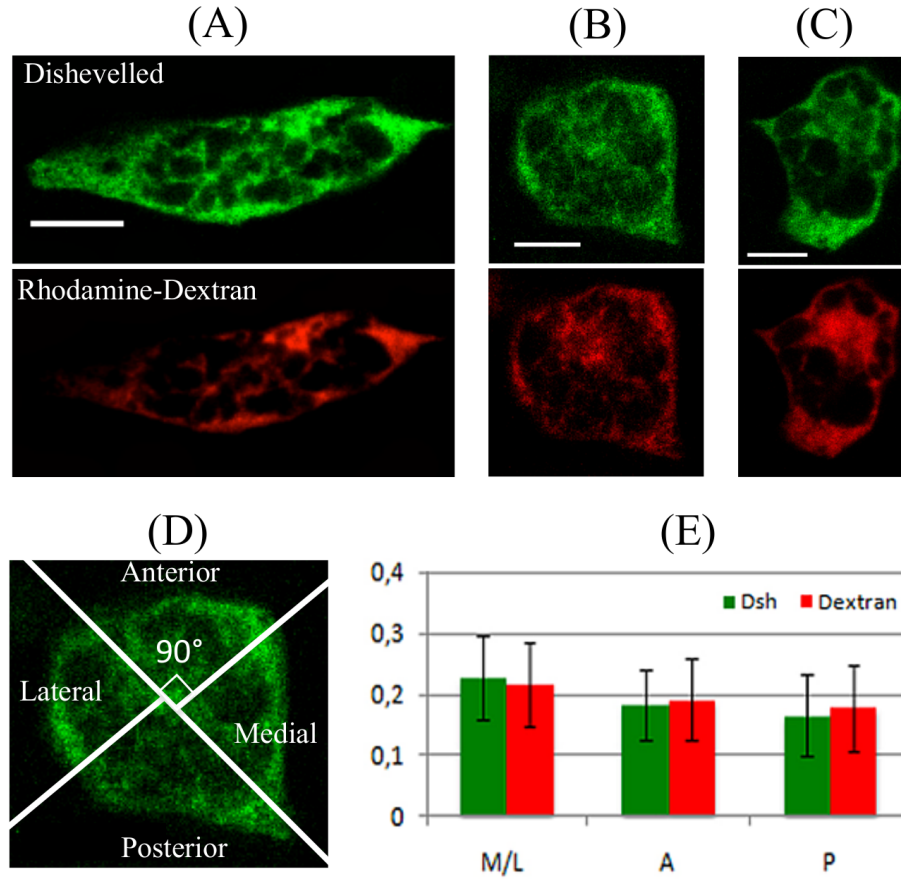 (A)
(B)
(C)
Dishevelled
Rhodamine-Dextran
(D)
(E)
Anterior
90°
Lateral
Medial
Posterior
0,4
0,3
0,2
0,1
0
Dsh
Dextran
M/L
A
P